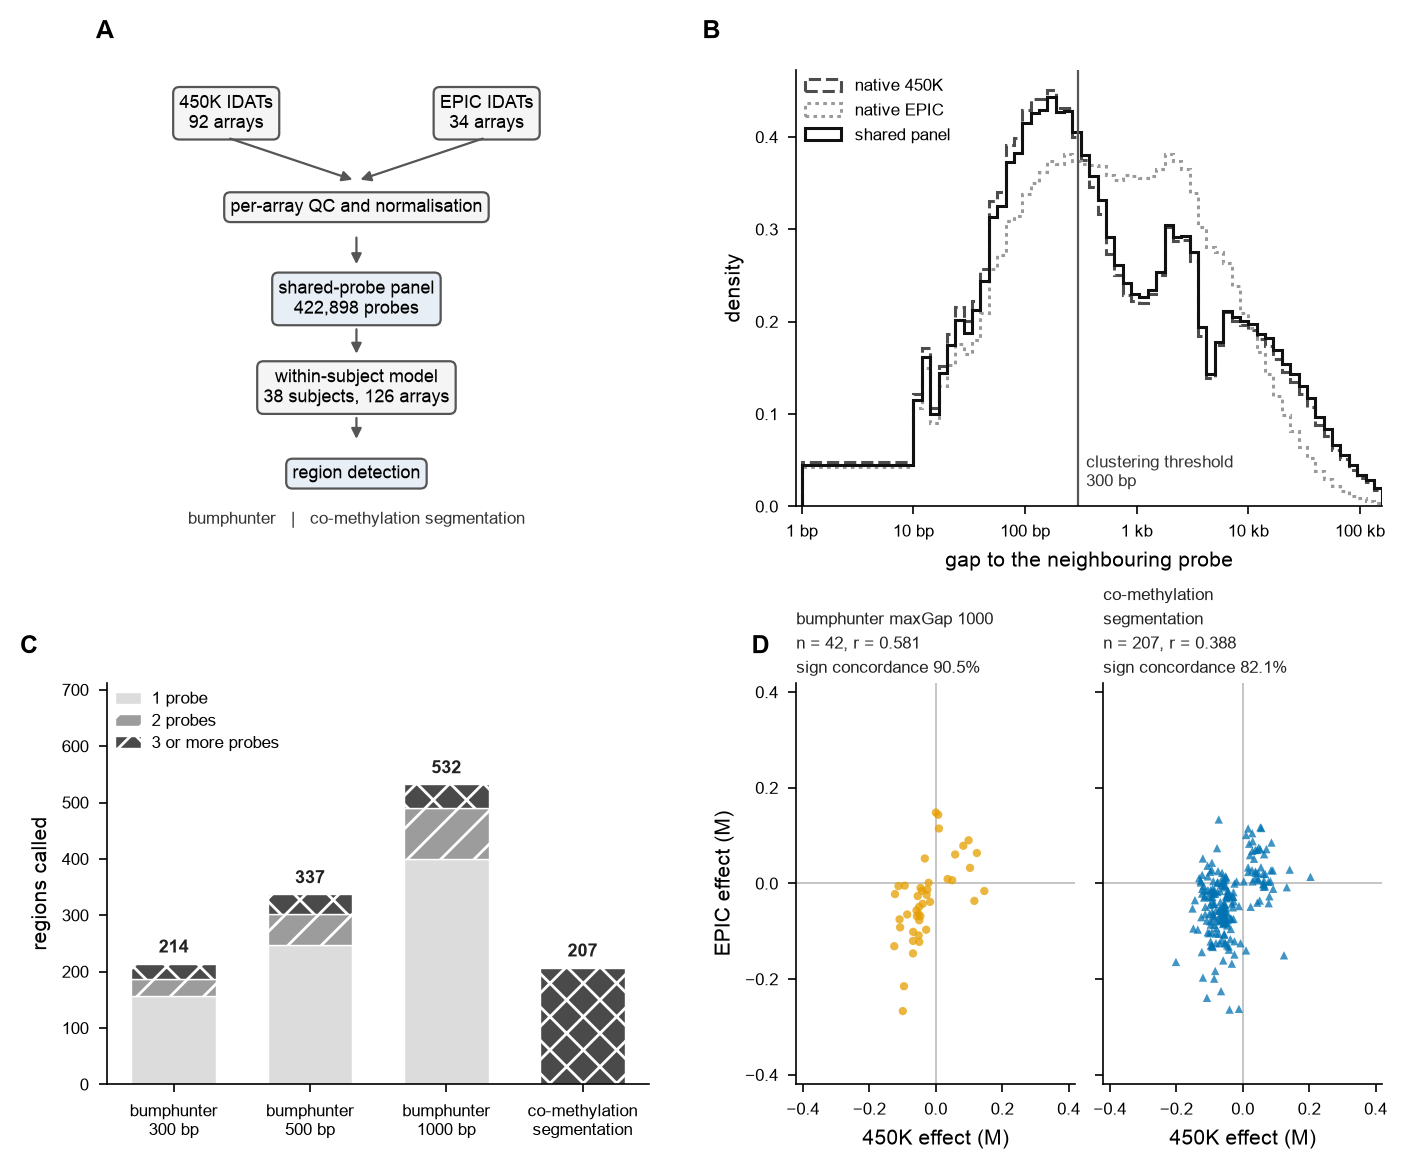 A
450K IDATs
92 arrays
EPIC IDATs
34 arrays
per-array QC and normalisation
shared-probe panel
422,898 probes
within-subject model
38 subjects, 126 arrays
region detection
bumphunter | co-methylation segmentation
B
native 450K
native EPIC
shared panel
density
0.4
0.3
0.2
0.1
0.0
clustering threshold
300 bp
1 bp 10 bp 100 bp 1 kb 10 kb 100 kb
gap to the neighbouring probe
C
1 probe
2 probes
3 or more probes
regions called
700
600
500
400
300
200
100
0
214
337
532
207
bumphunter
300 bp
bumphunter
500 bp
bumphunter
1000 bp
co-methylation
segmentation
D
bumphunter maxGap 1000
n = 42, r = 0.581
sign concordance 90.5%
EPIC effect (M)
0.4
0.2
0.0
−0.2
−0.4
−0.4 −0.2 0.0 0.2 0.4
450K effect (M)
co-methylation
segmentation
n = 207, r = 0.388
sign concordance 82.1%
−0.4 −0.2 0.0 0.2 0.4
450K effect (M)